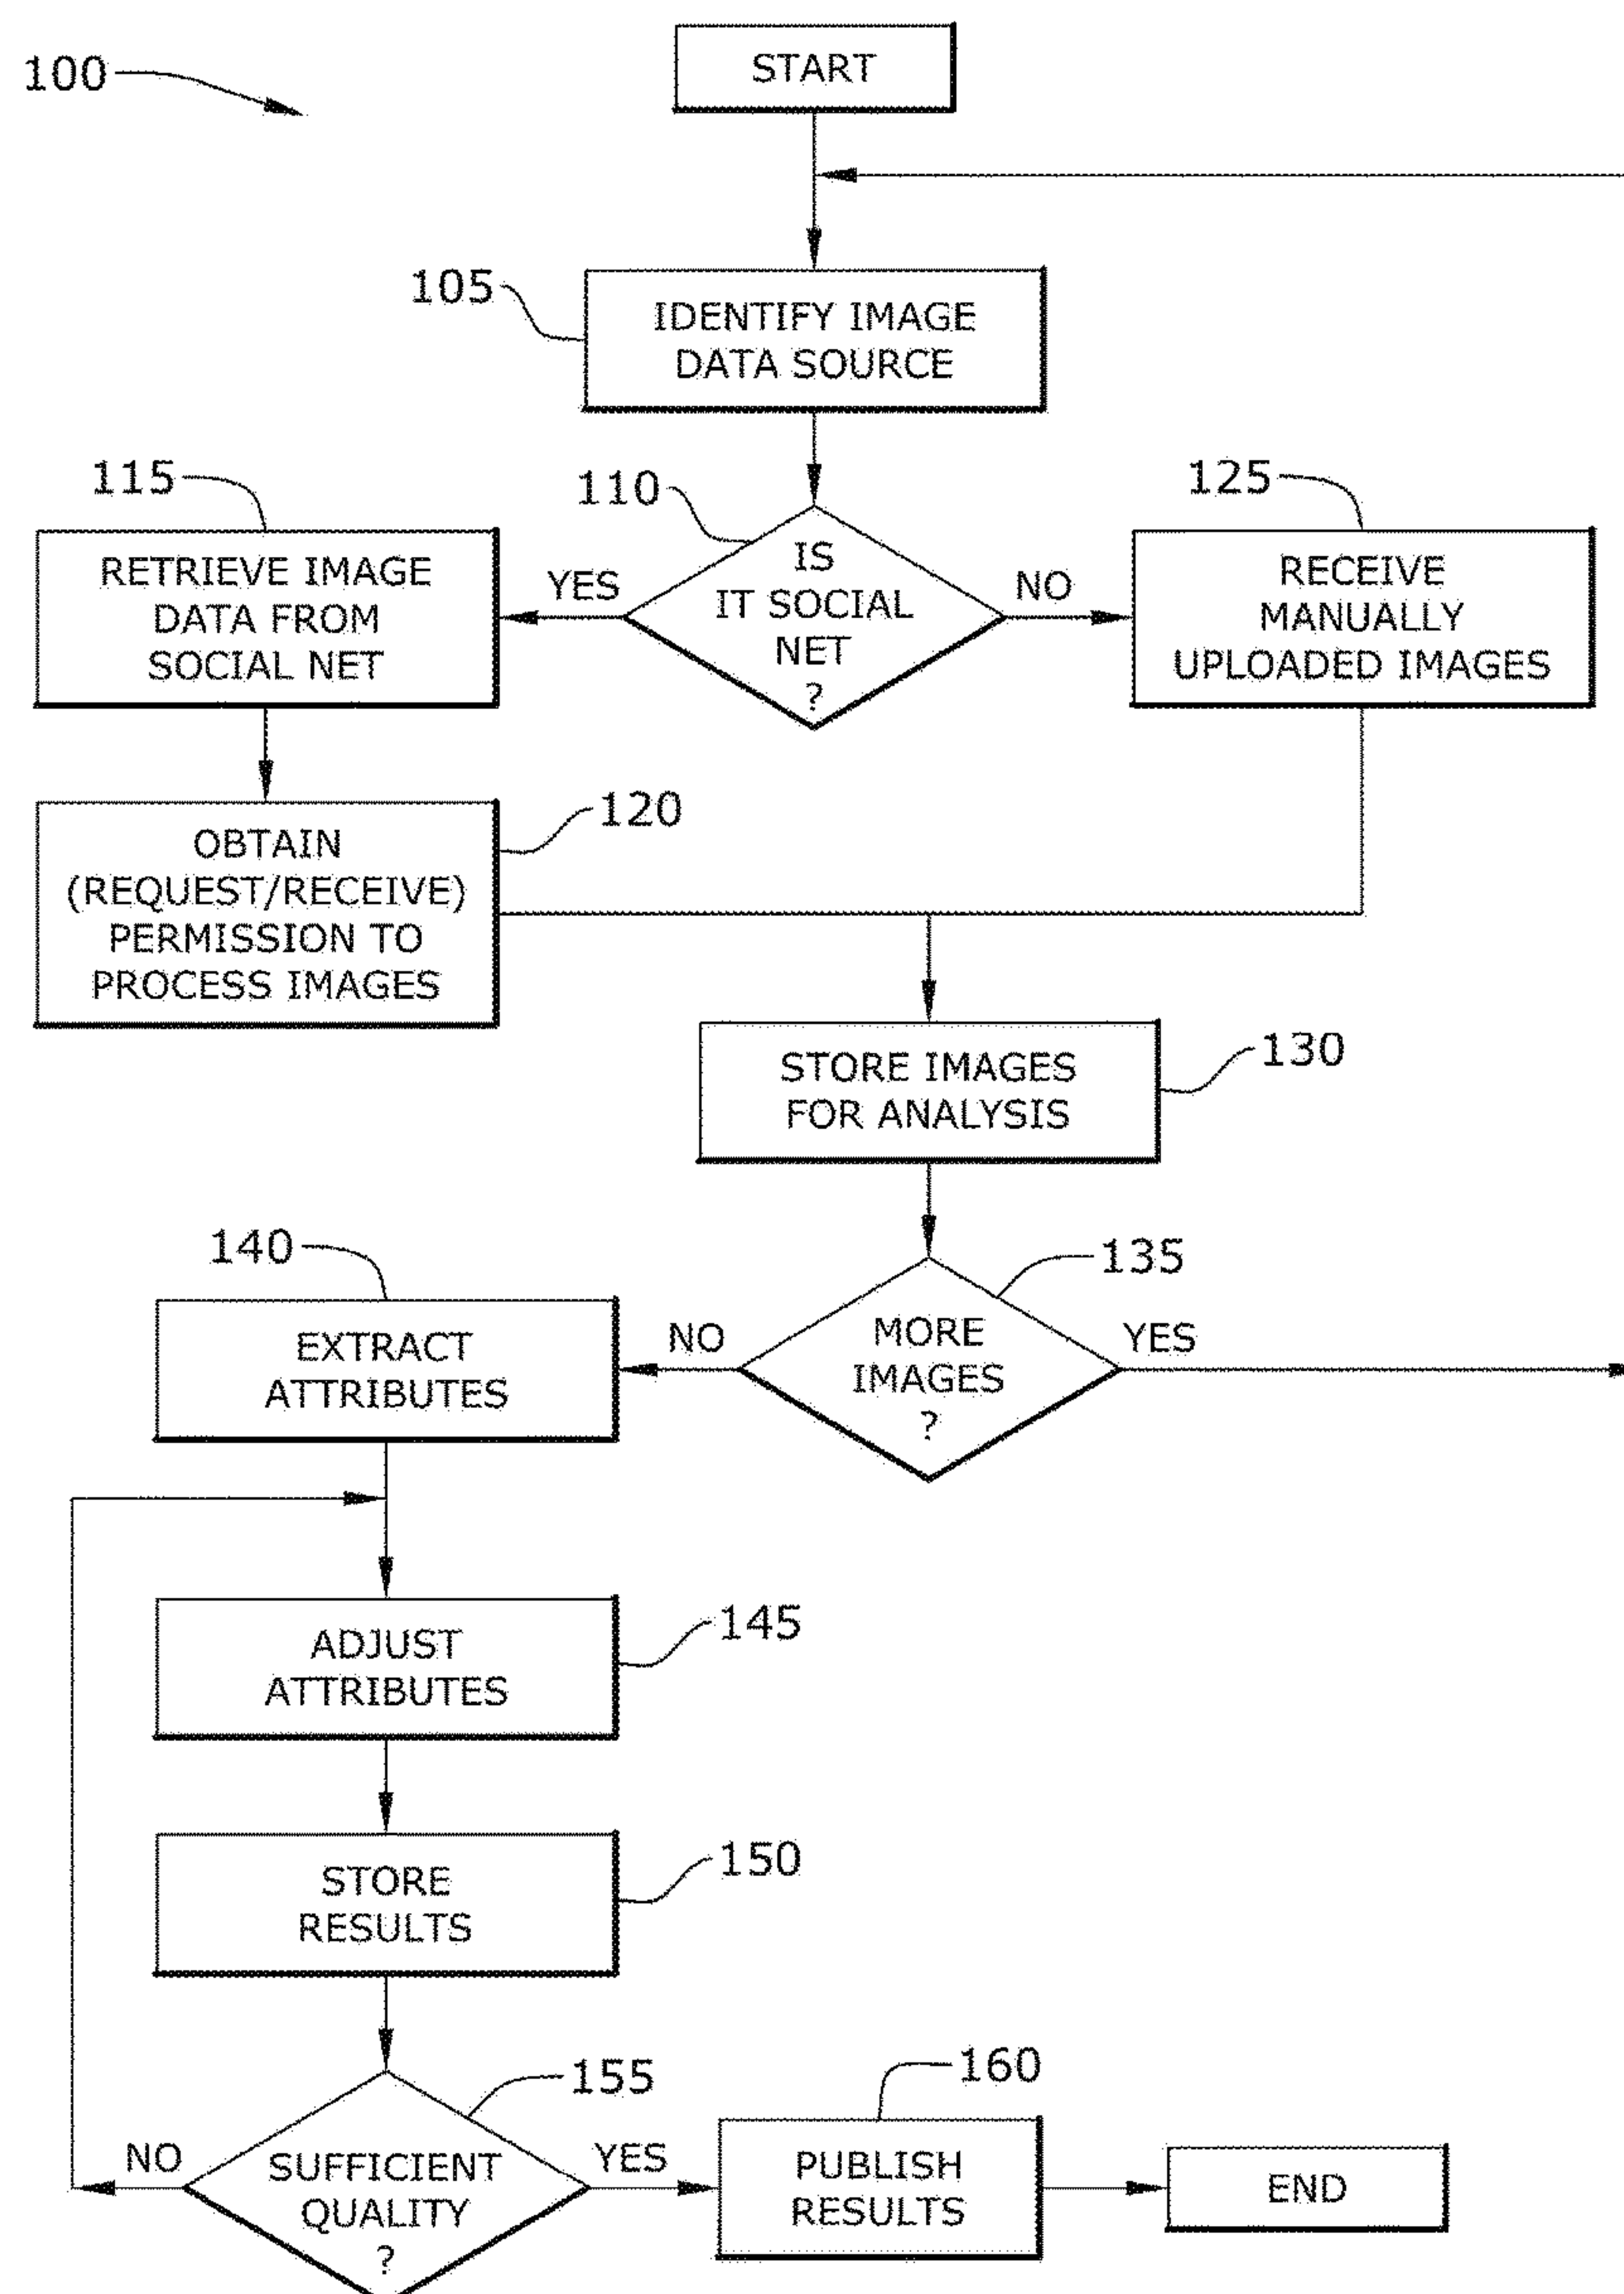 100
START
105
IDENTIFY IMAGE
DATA SOURCE
115
110
125
RETRIEVE IMAGE
DATA FROM
SOCIAL NET
YES
IS
IT SOCIAL
NET
?
NO
RECEIVE
MANUALLY
UPLOADED IMAGES
120
OBTAIN
(REQUEST/RECEIVE)
PERMISSION TO
PROCESS IMAGES
130
STORE IMAGES
FOR ANALYSIS
140
135
EXTRACT
ATTRIBUTES
NO
MORE
IMAGES
?
YES
145
ADJUST
ATTRIBUTES
150
STORE
RESULTS
155
160
NO
SUFFICIENT
QUALITY
?
YES
PUBLISH
RESULTS
END